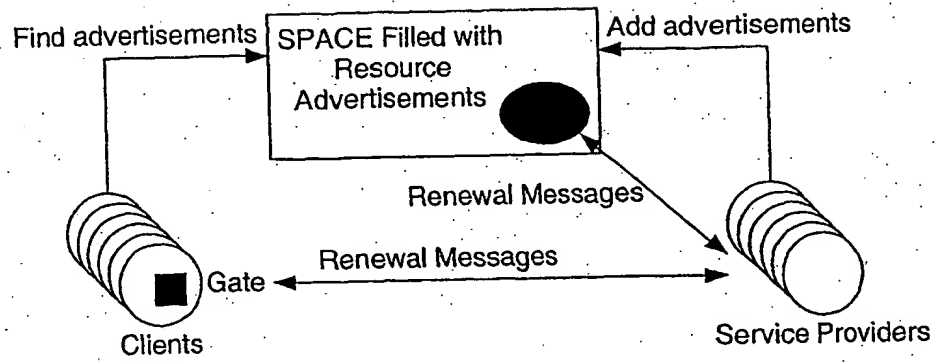 Find advertisements
SPACE Filled with
Resource
Advertisements
Add advertisements
Renewal Messages
Renewal Messages
Gate
Clients
Service Providers